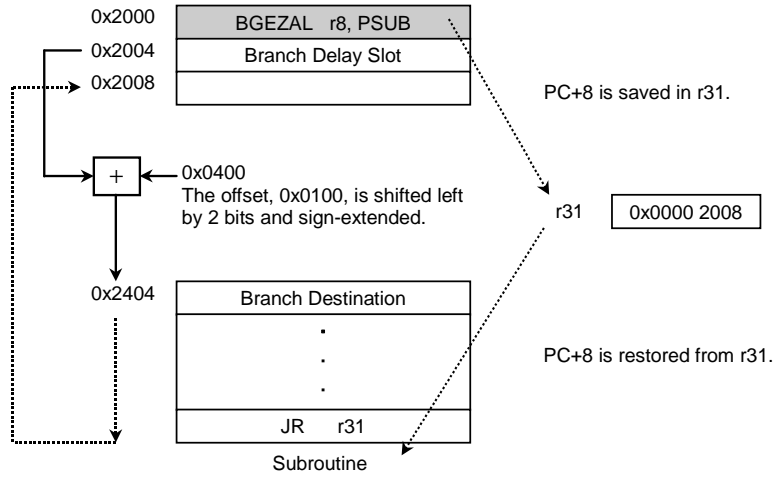 0x2000
BGEZAL r8, PSUB
0x2004
Branch Delay Slot
0x2008
PC+8 is saved in r31.
+
0x0400
The offset, 0x0100, is shifted left
by 2 bits and sign-extended.
r31
0x0000 2008
0x2404
Branch Destination
.
.
.
PC+8 is restored from r31.
JR r31
Subroutine